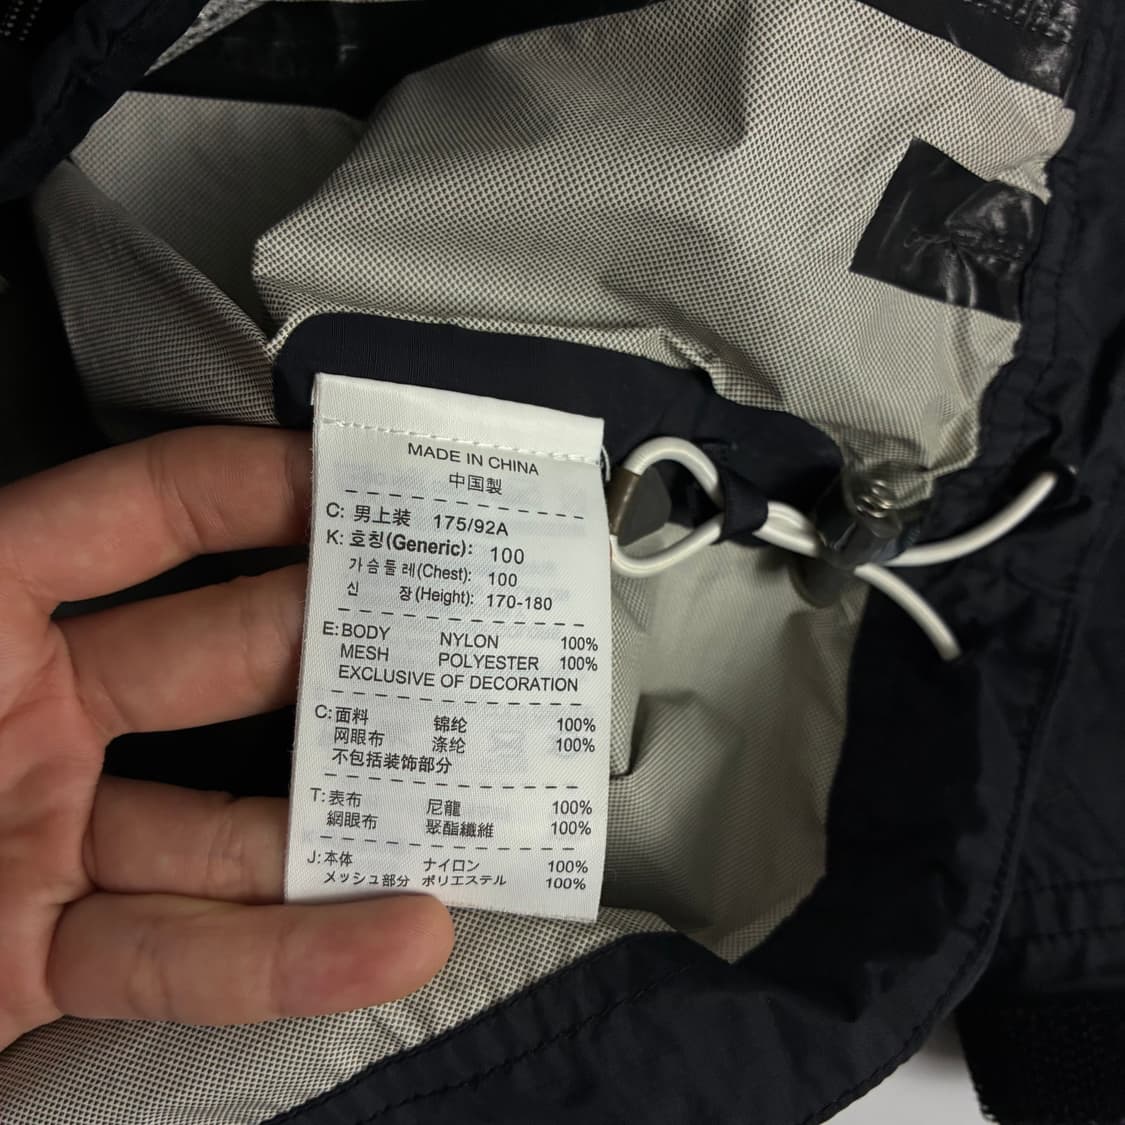 MADE IN CHINA
中国製
C: 男上装 175/92A
K: 호칭(Generic): 100
가슴둘레(Chest): 100
신 장(Height): 170-180
E: BODY NYLON 100%
MESH POLYESTER 100%
EXCLUSIVE OF DECORATION
C: 面料 锦纶 100%
网眼布 涤纶 100%
不包括装饰部分
T: 表布 尼龍 100%
網眼布 聚酯纖維 100%
J: 本体 ナイロン 100%
メッシュ部分 ポリエステル 100%